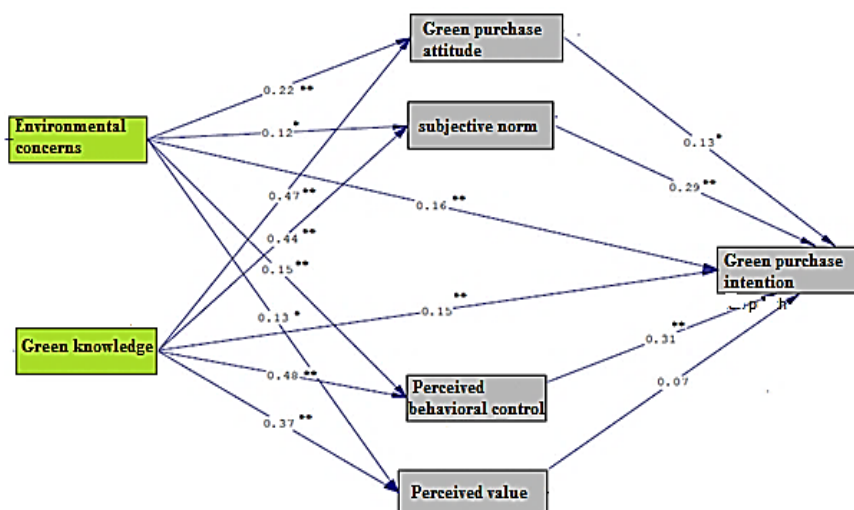 Green purchase
attitude
0.22**
Environmental
concerns
0.12*
subjective norm
0.13*
0.47**
0.29**
0.16**
0.44**
0.15**
Green purchase
intention
0.15**
0.13*
0.31**
Green knowledge
0.48**
Perceived
behavioral control
0.07
0.37**
Perceived value